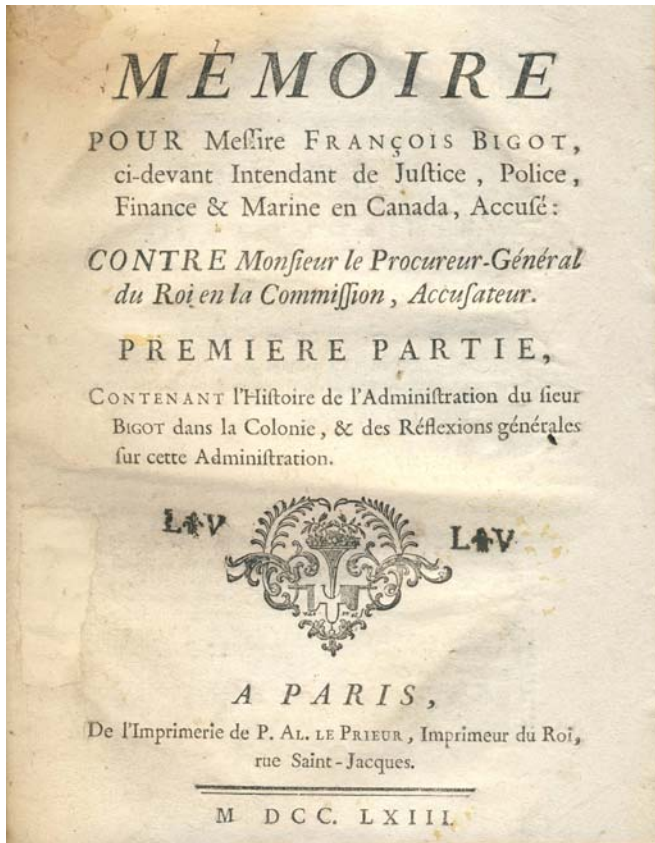 MÉMOIRE
POUR Meſſire FRANÇOIS BIGOT,
ci-devant Intendant de Juſtice, Police,
Finance & Marine en Canada, Accuſé:
CONTRE Monſieur le Procureur-Général
du Roi en la Commiſſion, Accuſateur.
PREMIERE PARTIE,
CONTENANT l'Hiſtoire de l'Adminiſtration du ſieur
BIGOT dans la Colonie, & des Réflexions générales
ſur cette Adminiſtration.
A PARIS,
De l'Imprimerie de P. AL. LE PRIEUR, Imprimeur du Roi,
rue Saint-Jacques.
M DCC. LXIII.